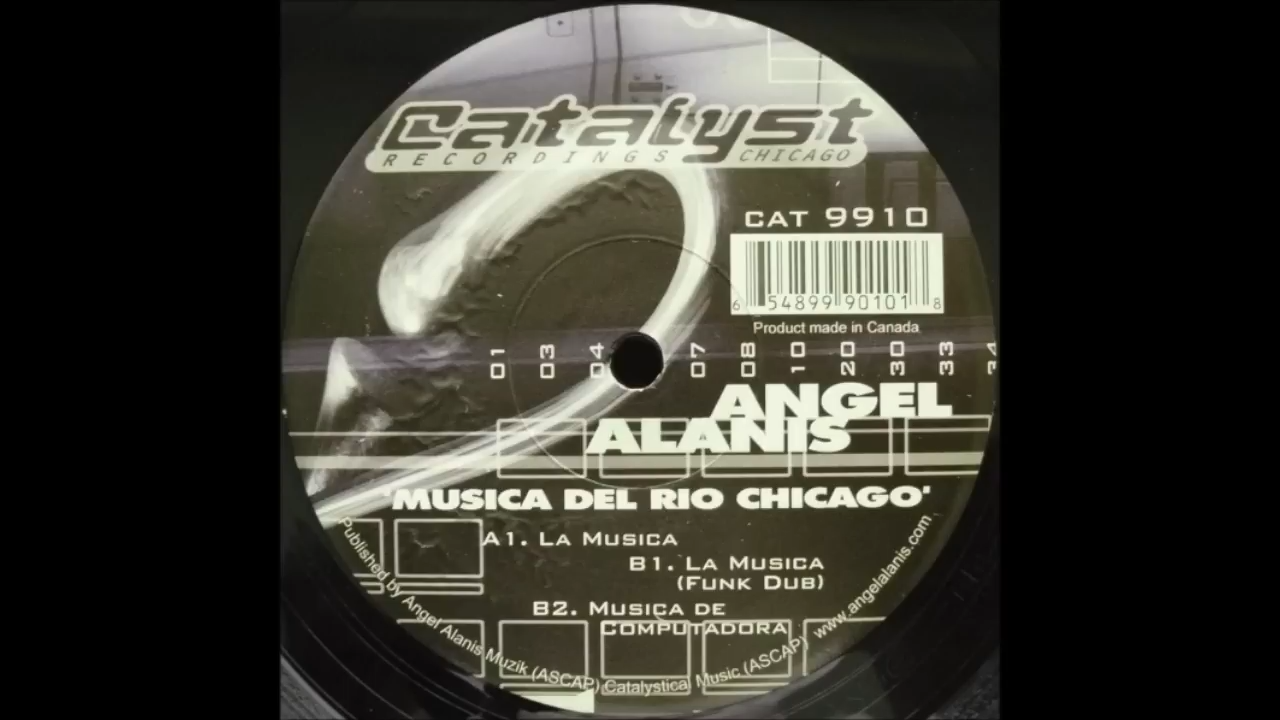 Catalyst
RECORDINGS CHICAGO
CAT 9910
6 54899 90101 8
Product made in Canada
01 03 04 07 08 10 20 30 33
ANGEL
ALANIS
'MUSICA DEL RIO CHICAGO'
A1. LA MUSICA
B1. LA MUSICA
(FUNK DUB)
B2. MUSICA DE
COMPUTADORA
Published by Angel Alanis Muzik (ASCAP) Catalystica Music (ASCAP) www.angelalanis.com